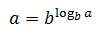 a = b^{\log_b a}